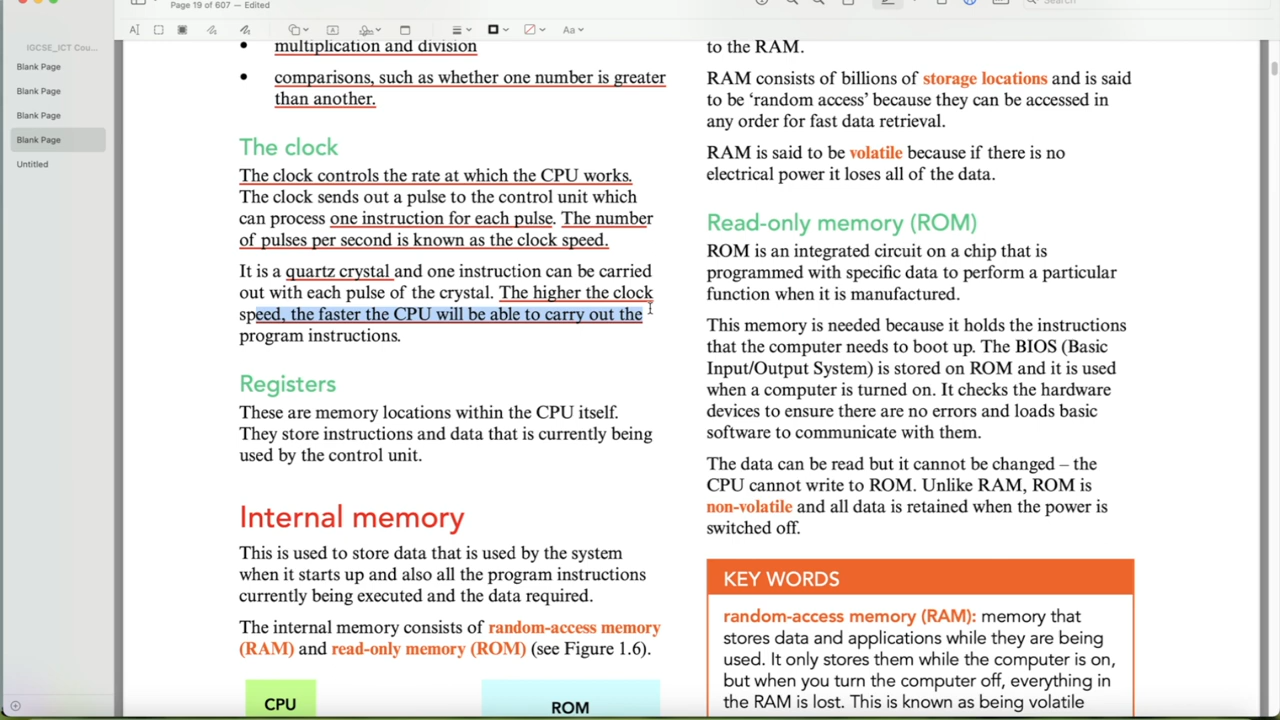 Page 19 of 607 – Edited
Search
Aa
IGCSE_ICT Cou...
Blank Page
Blank Page
Blank Page
Blank Page
Untitled
• multiplication and division
• comparisons, such as whether one number is greater
than another.
The clock
The clock controls the rate at which the CPU works.
The clock sends out a pulse to the control unit which
can process one instruction for each pulse. The number
of pulses per second is known as the clock speed.
It is a quartz crystal and one instruction can be carried
out with each pulse of the crystal. The higher the clock
speed, the faster the CPU will be able to carry out the
program instructions.
Registers
These are memory locations within the CPU itself.
They store instructions and data that is currently being
used by the control unit.
Internal memory
This is used to store data that is used by the system
when it starts up and also all the program instructions
currently being executed and the data required.
The internal memory consists of random-access memory
(RAM) and read-only memory (ROM) (see Figure 1.6).
CPU
ROM
to the RAM.
RAM consists of billions of storage locations and is said
to be ‘random access’ because they can be accessed in
any order for fast data retrieval.
RAM is said to be volatile because if there is no
electrical power it loses all of the data.
Read-only memory (ROM)
ROM is an integrated circuit on a chip that is
programmed with specific data to perform a particular
function when it is manufactured.
This memory is needed because it holds the instructions
that the computer needs to boot up. The BIOS (Basic
Input/Output System) is stored on ROM and it is used
when a computer is turned on. It checks the hardware
devices to ensure there are no errors and loads basic
software to communicate with them.
The data can be read but it cannot be changed – the
CPU cannot write to ROM. Unlike RAM, ROM is
non-volatile and all data is retained when the power is
switched off.
KEY WORDS
random-access memory (RAM): memory that
stores data and applications while they are being
used. It only stores them while the computer is on,
but when you turn the computer off, everything in
the RAM is lost. This is known as being volatile